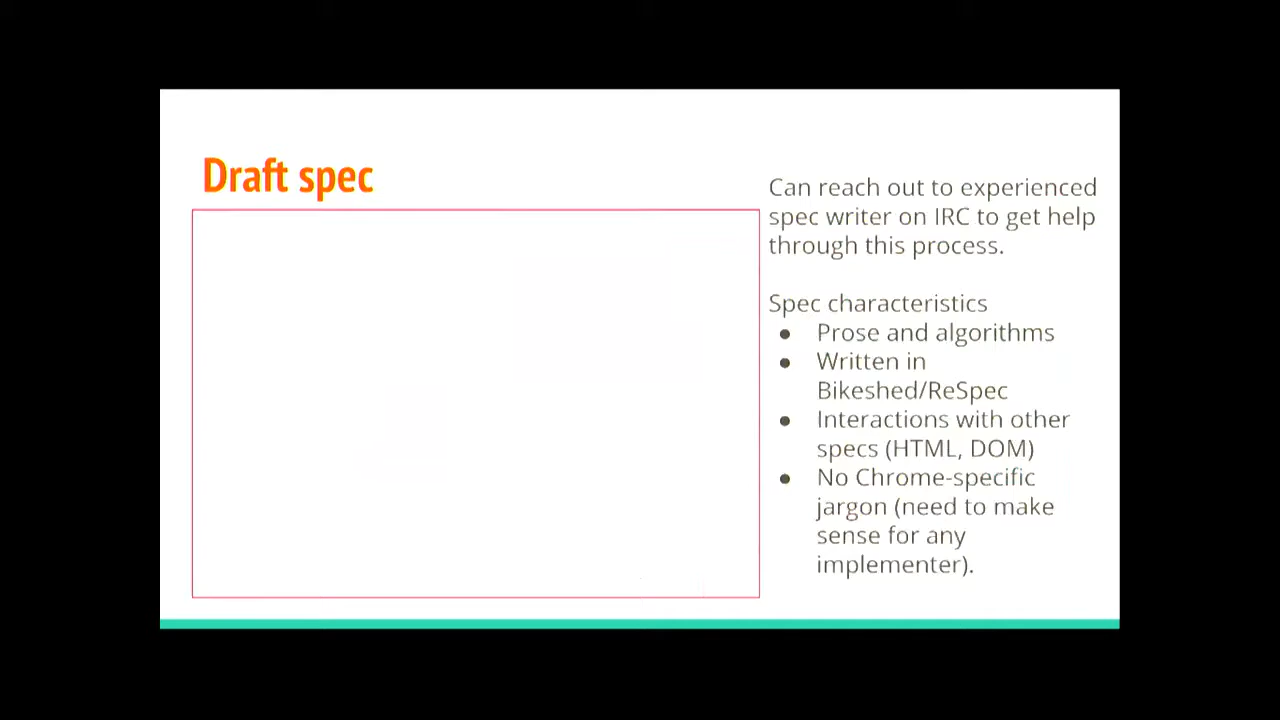 Draft spec
Can reach out to experienced
spec writer on IRC to get help
through this process.
Spec characteristics
● Prose and algorithms
● Written in
Bikeshed/ReSpec
● Interactions with other
specs (HTML, DOM)
● No Chrome-specific
jargon (need to make
sense for any
implementer).